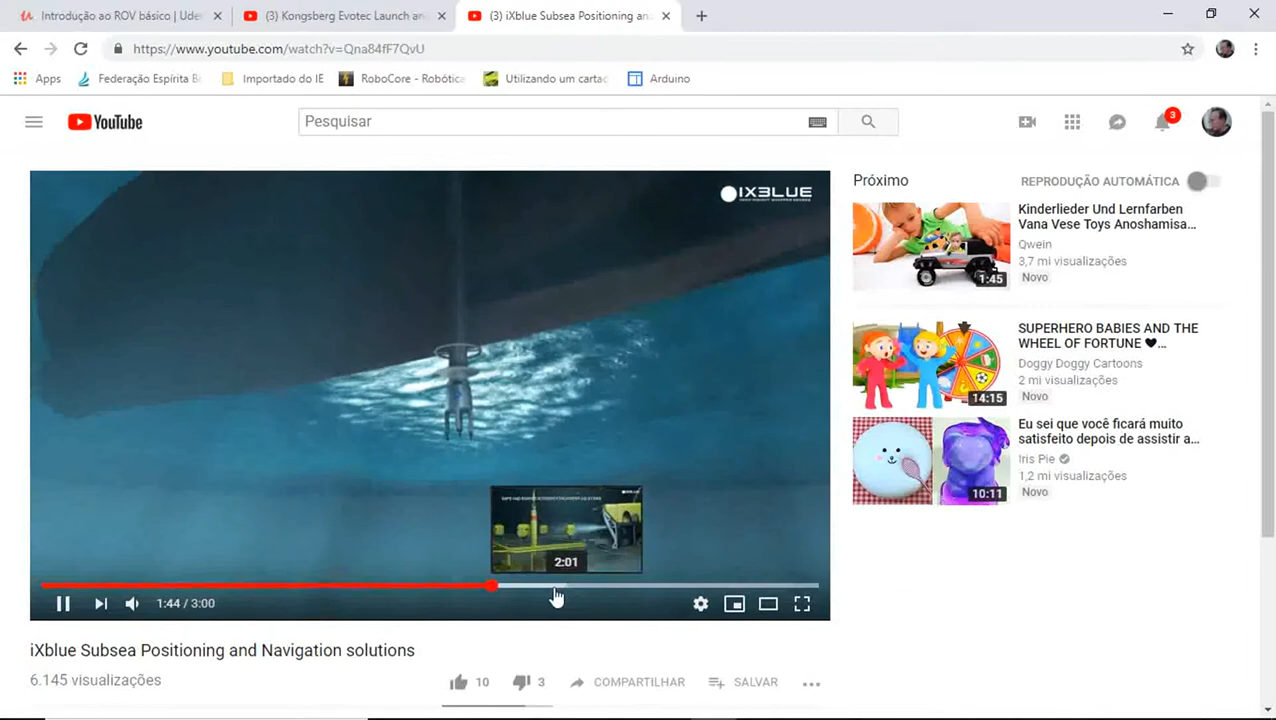 Introdução ao ROV básico | Ude
(3) Kongsberg Evotec Launch an
(3) iXblue Subsea Positioning an
https://www.youtube.com/watch?v=Qna84fF7QvU
Apps
Federação Espírita B
Importado do IE
RoboCore - Robótica
Utilizando um cartão
Arduino
YouTube
Pesquisar
3
IXBLUE
2:01
1:44 / 3:00
iXblue Subsea Positioning and Navigation solutions
6.145 visualizações
10
3
COMPARTILHAR
SALVAR
Próximo
REPRODUÇÃO AUTOMÁTICA
Kinderlieder Und Lernfarben
Vana Vese Toys Anoshamisa...
Qwein
3,7 mi visualizações
Novo
1:45
SUPERHERO BABIES AND THE
WHEEL OF FORTUNE ♥...
Doggy Doggy Cartoons
2 mi visualizações
Novo
14:15
Eu sei que você ficará muito
satisfeito depois de assistir a...
Iris Pie
1,2 mi visualizações
Novo
10:11